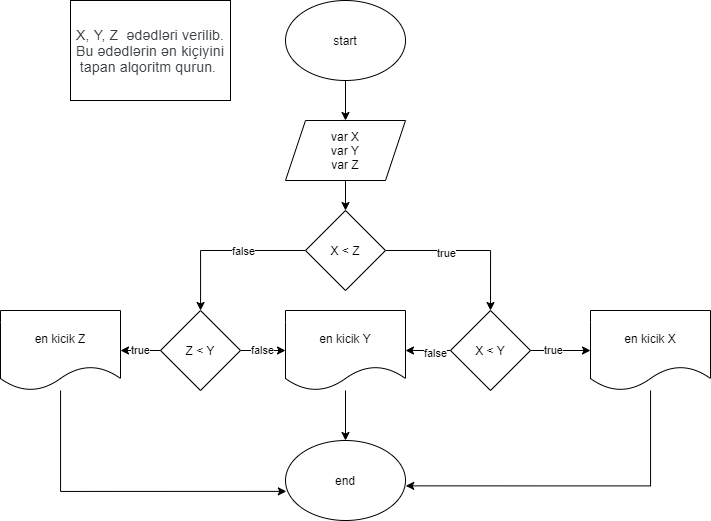 X, Y, Z ədədləri verilib.
Bu ədədlərin ən kiçiyini
tapan alqoritm qurun.
start
var X
var Y
var Z
X < Z
false
true
en kicik Z
true
Z < Y
false
en kicik Y
false
X < Y
true
en kicik X
end